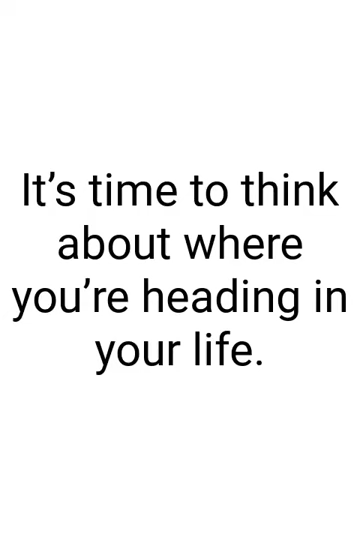 It’s time to think
about where
you’re heading in
your life.